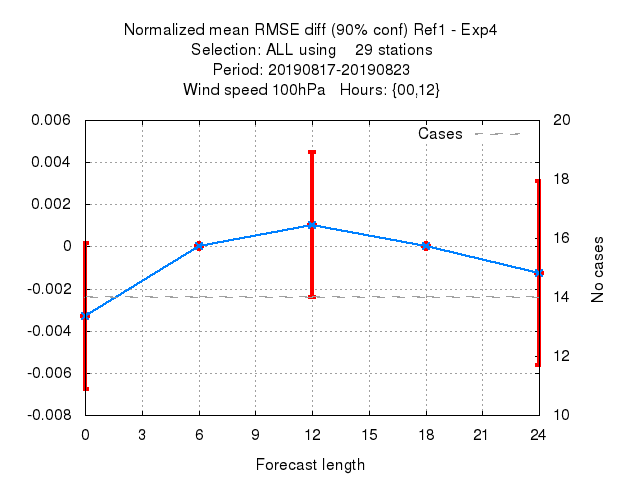 Normalized mean RMSE diff (90% conf) Ref1 - Exp4
Selection: ALL using    29 stations
Period: 20190817-20190823
Wind speed 100hPa   Hours: {00,12}
Cases
0.006
0.004
0.002
0
-0.002
-0.004
-0.006
-0.008
20
18
16
14
12
10
No cases
0 3 6 9 12 15 18 21 24
Forecast length